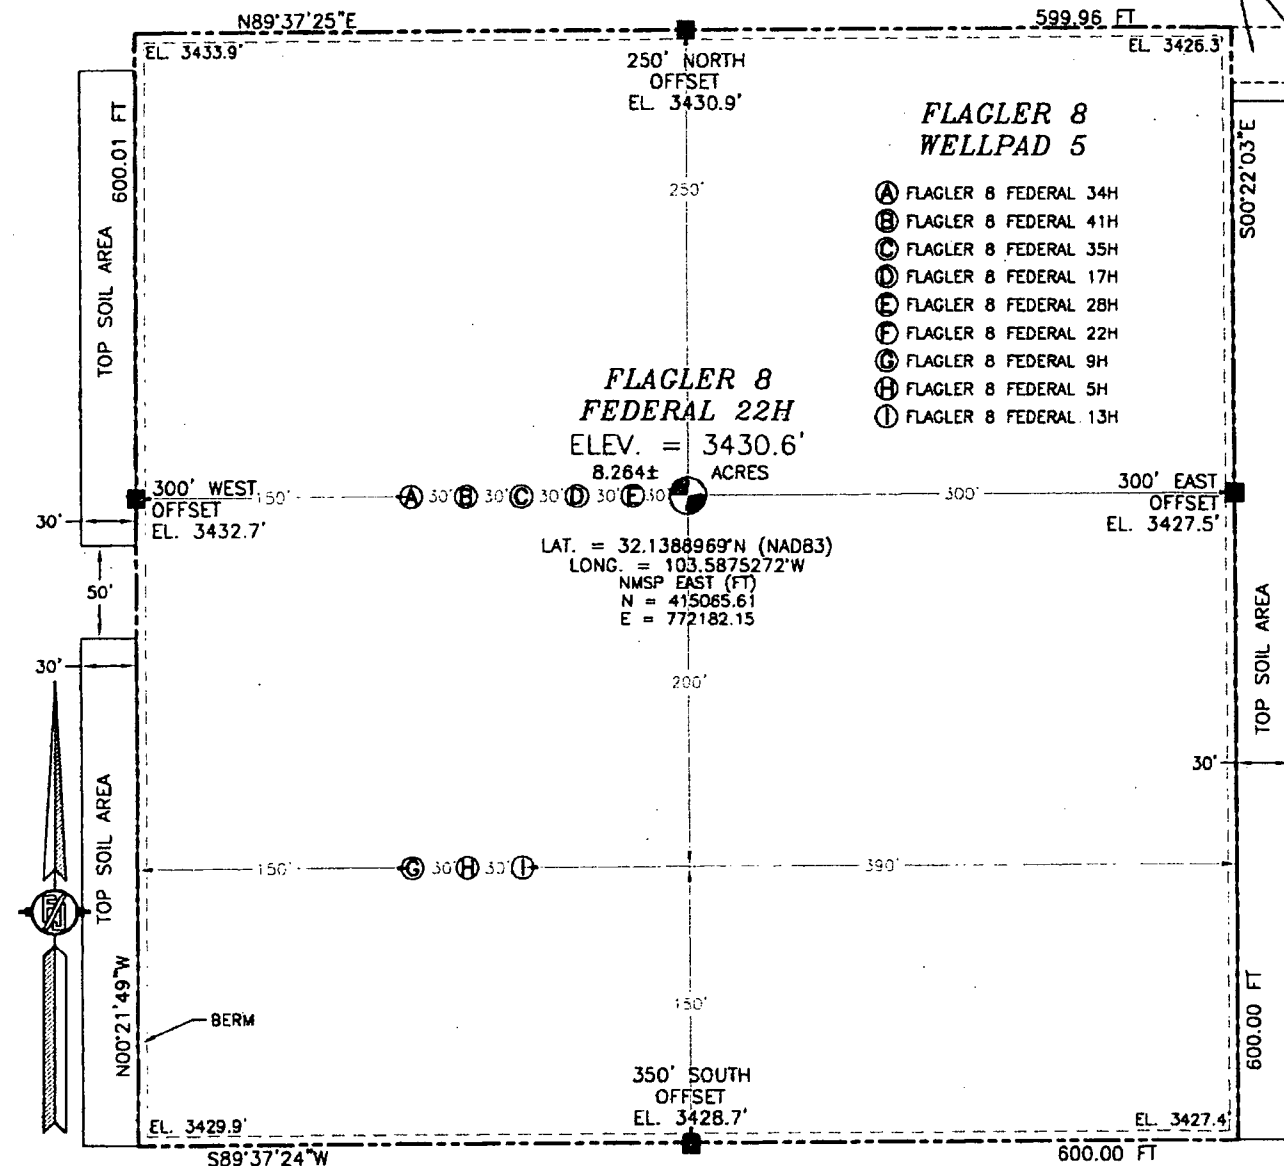 N89°37'25"E
599.96 FT
EL. 3433.9'
EL. 3426.3'
250' NORTH
OFFSET
EL. 3430.9'
600.01 FT
TOP SOIL AREA
250'
FLAGLER 8
WELLPAD 5
S00°22'03"E
A FLAGLER 8 FEDERAL 34H
B FLAGLER 8 FEDERAL 41H
C FLAGLER 8 FEDERAL 35H
D FLAGLER 8 FEDERAL 17H
E FLAGLER 8 FEDERAL 28H
F FLAGLER 8 FEDERAL 22H
G FLAGLER 8 FEDERAL 9H
H FLAGLER 8 FEDERAL 5H
I FLAGLER 8 FEDERAL 13H
FLAGLER 8
FEDERAL 22H
ELEV. = 3430.6'
8.264± ACRES
300' WEST
OFFSET
EL. 3432.7'
150' A 30' B 30' C 30' D 30' E 30' 300'
300' EAST
OFFSET
EL. 3427.5'
30'
50'
30'
LAT. = 32.1388969°N (NAD83)
LONG. = 103.5875272°W
NMSP EAST (FT)
N = 415065.61
E = 772182.15
200'
TOP SOIL AREA
30'
TOP SOIL AREA
150' G 30' H 30' I 390'
N00°21'49"W
BERM
150'
600.00 FT
350' SOUTH
OFFSET
EL. 3428.7'
EL. 3429.9'
EL. 3427.4'
S89°37'24"W
600.00 FT